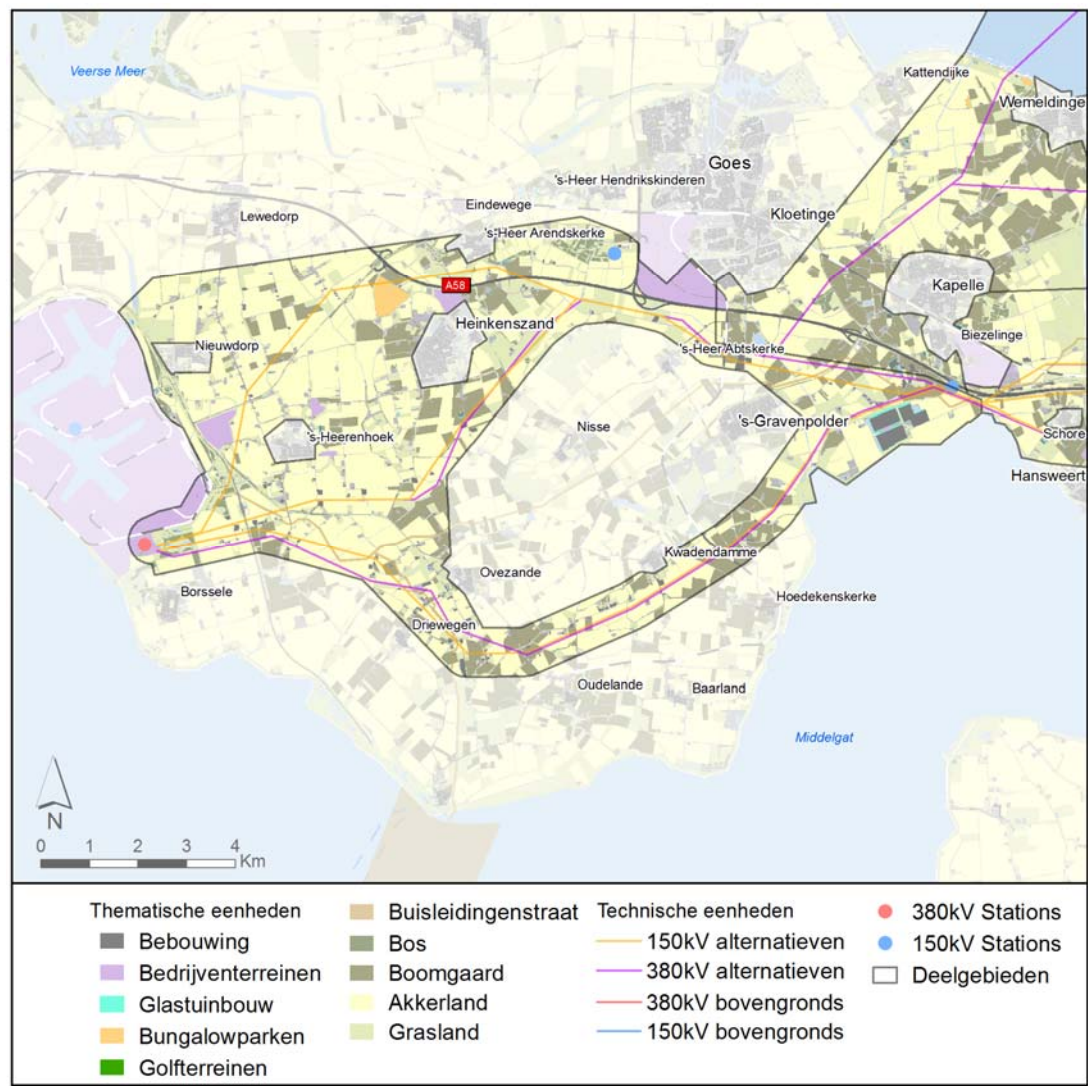 Veerse Meer
Kattendijke
Wemeldinge
Goes
's-Heer Hendrikskinderen
Eindewege
Lewedorp
Kloetinge
's-Heer Arendskerke
A58
Kapelle
Heinkenszand
Biezelinge
Nieuwdorp
's-Heer Abtskerke
's-Gravenpolder
Nisse
's-Heerenhoek
Schore
Hansweert
Kwadendamme
Ovezande
Borssele
Hoedekenskerke
Driewegen
Oudelande
Baarland
Middelgat
N
0 1 2 3 4
Km
Thematische eenheden
Bebouwing
Bedrijventerreinen
Glastuinbouw
Bungalowparken
Golfterreinen
Buisleidingenstraat
Bos
Boomgaard
Akkerland
Grasland
Technische eenheden
150kV alternatieven
380kV alternatieven
380kV bovengronds
150kV bovengronds
380kV Stations
150kV Stations
Deelgebieden